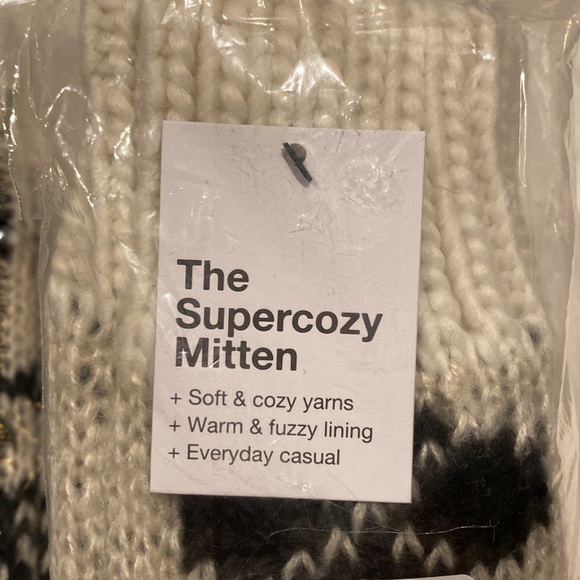 The
Supercozy
Mitten
+ Soft & cozy yarns
+ Warm & fuzzy lining
+ Everyday casual